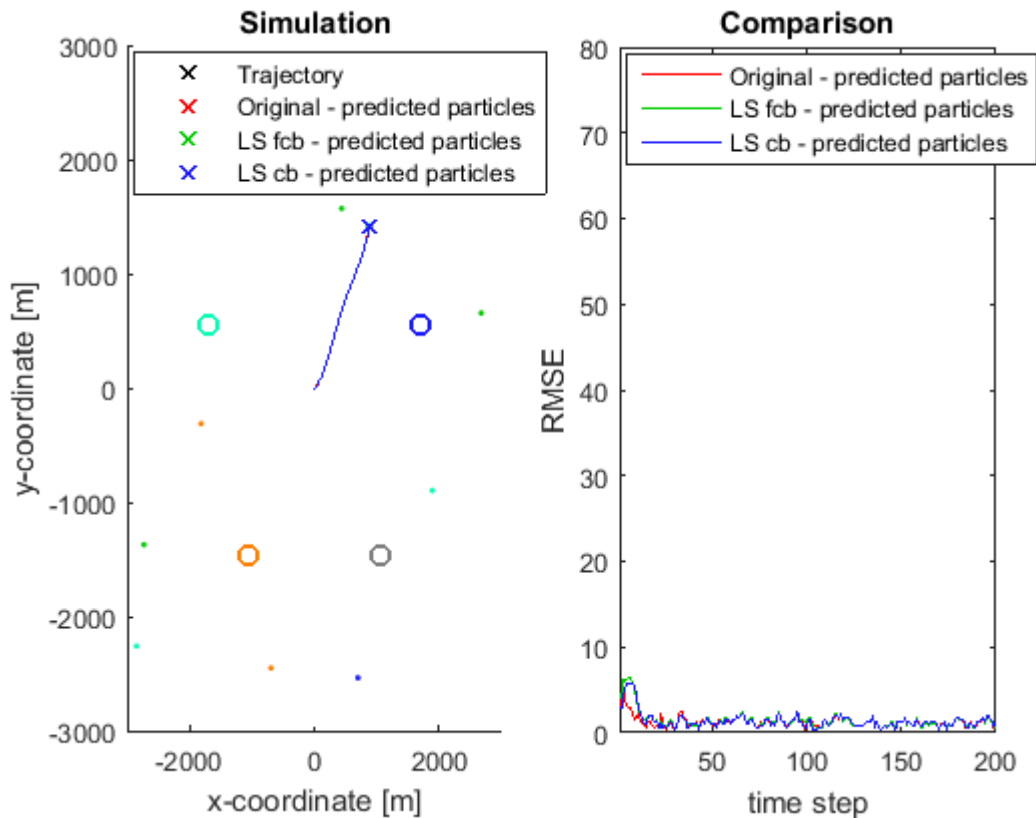 Simulation
3000
2000
1000
0
-1000
-2000
-3000
y-coordinate [m]
Trajectory
Original - predicted particles
LS fcb - predicted particles
LS cb - predicted particles
-2000
0
2000
x-coordinate [m]
Comparison
80
70
60
50
40
30
20
10
0
RMSE
Original - predicted particles
LS fcb - predicted particles
LS cb - predicted particles
50
100
150
200
time step